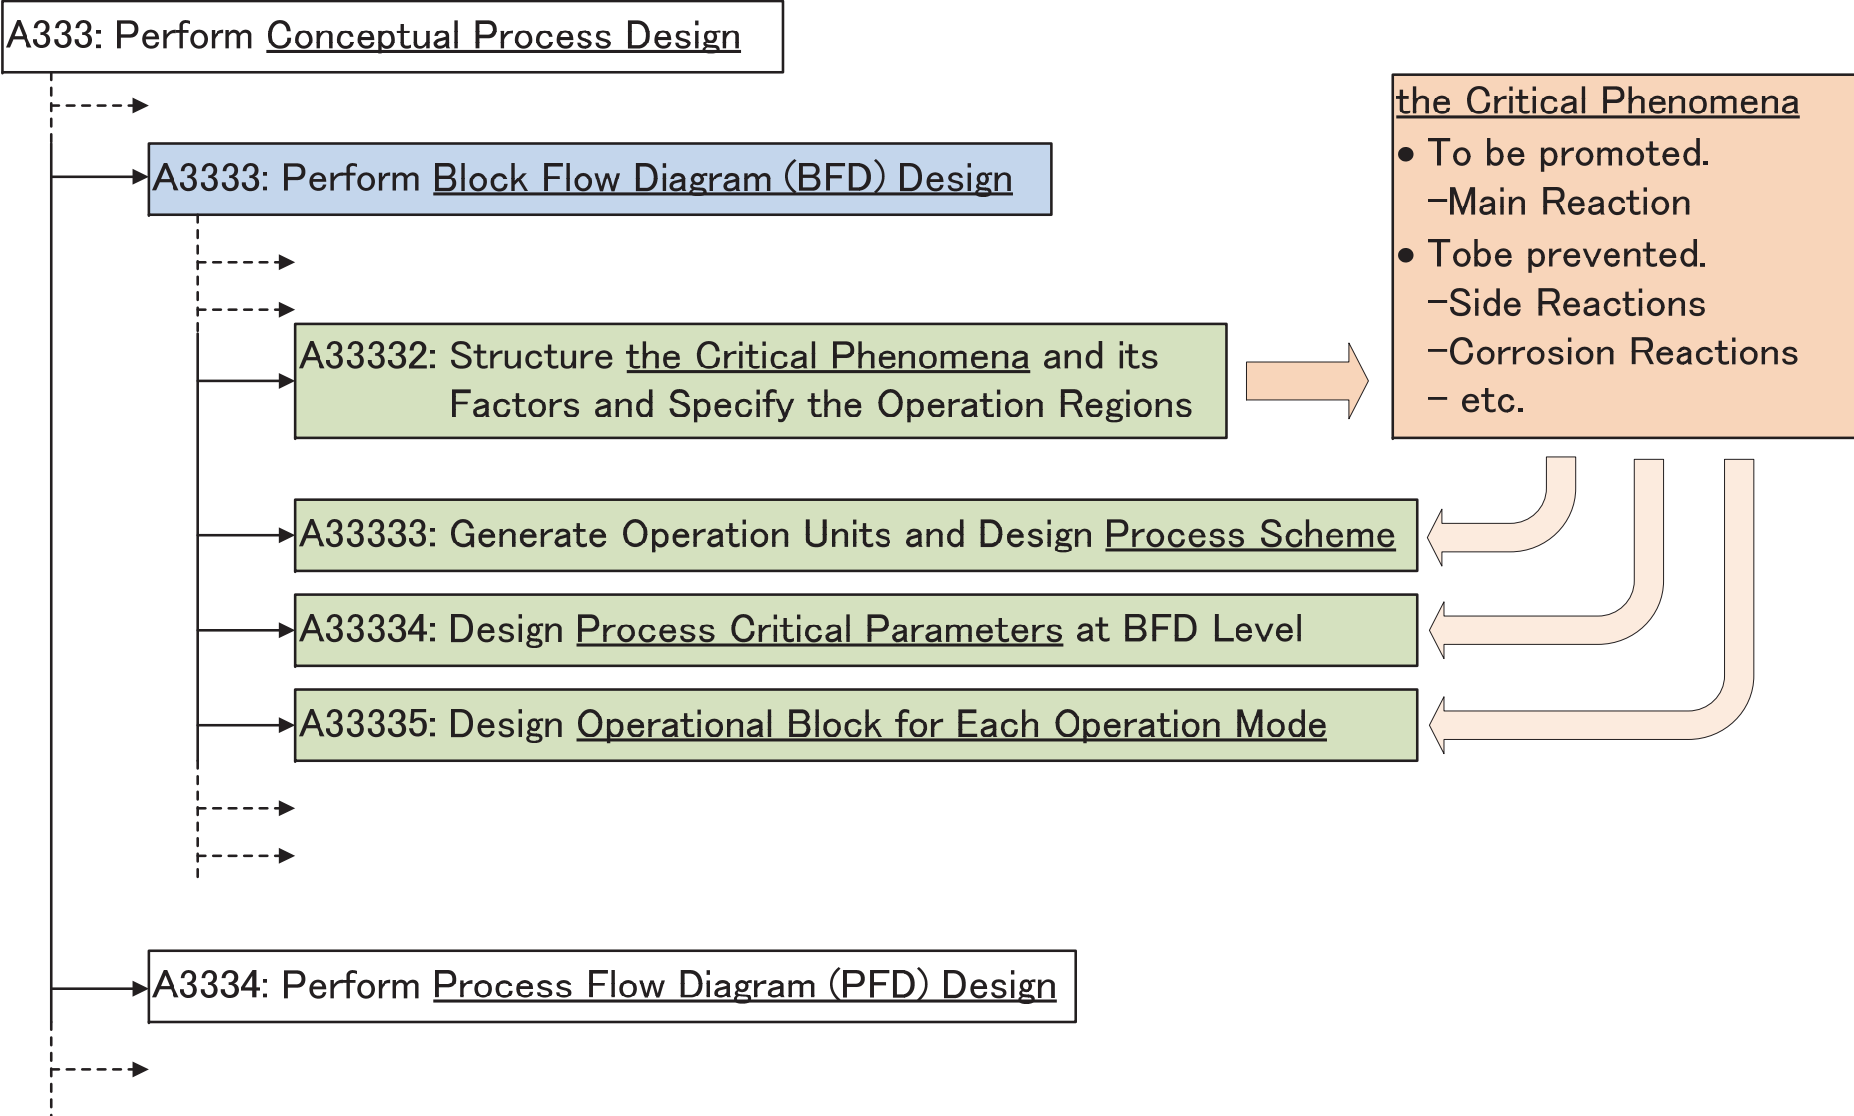 A333: Perform Conceptual Process Design
A3333: Perform Block Flow Diagram (BFD) Design
A33332: Structure the Critical Phenomena and its
Factors and Specify the Operation Regions
the Critical Phenomena
● To be promoted.
−Main Reaction
● Tobe prevented.
−Side Reactions
−Corrosion Reactions
− etc.
A33333: Generate Operation Units and Design Process Scheme
A33334: Design Process Critical Parameters at BFD Level
A33335: Design Operational Block for Each Operation Mode
A3334: Perform Process Flow Diagram (PFD) Design